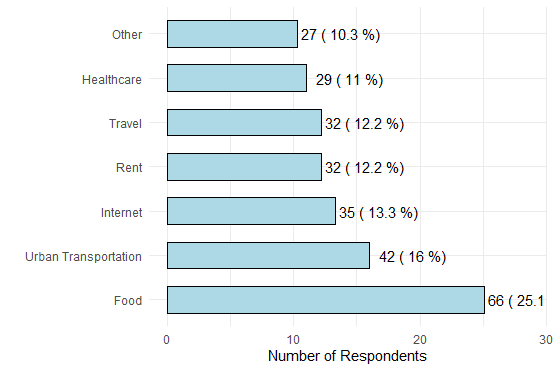 Other 27 ( 10.3 %)
Healthcare 29 ( 11 %)
Travel 32 ( 12.2 %)
Rent 32 ( 12.2 %)
Internet 35 ( 13.3 %)
Urban Transportation 42 ( 16 %)
Food 66 ( 25.1
0 10 20 30
Number of Respondents